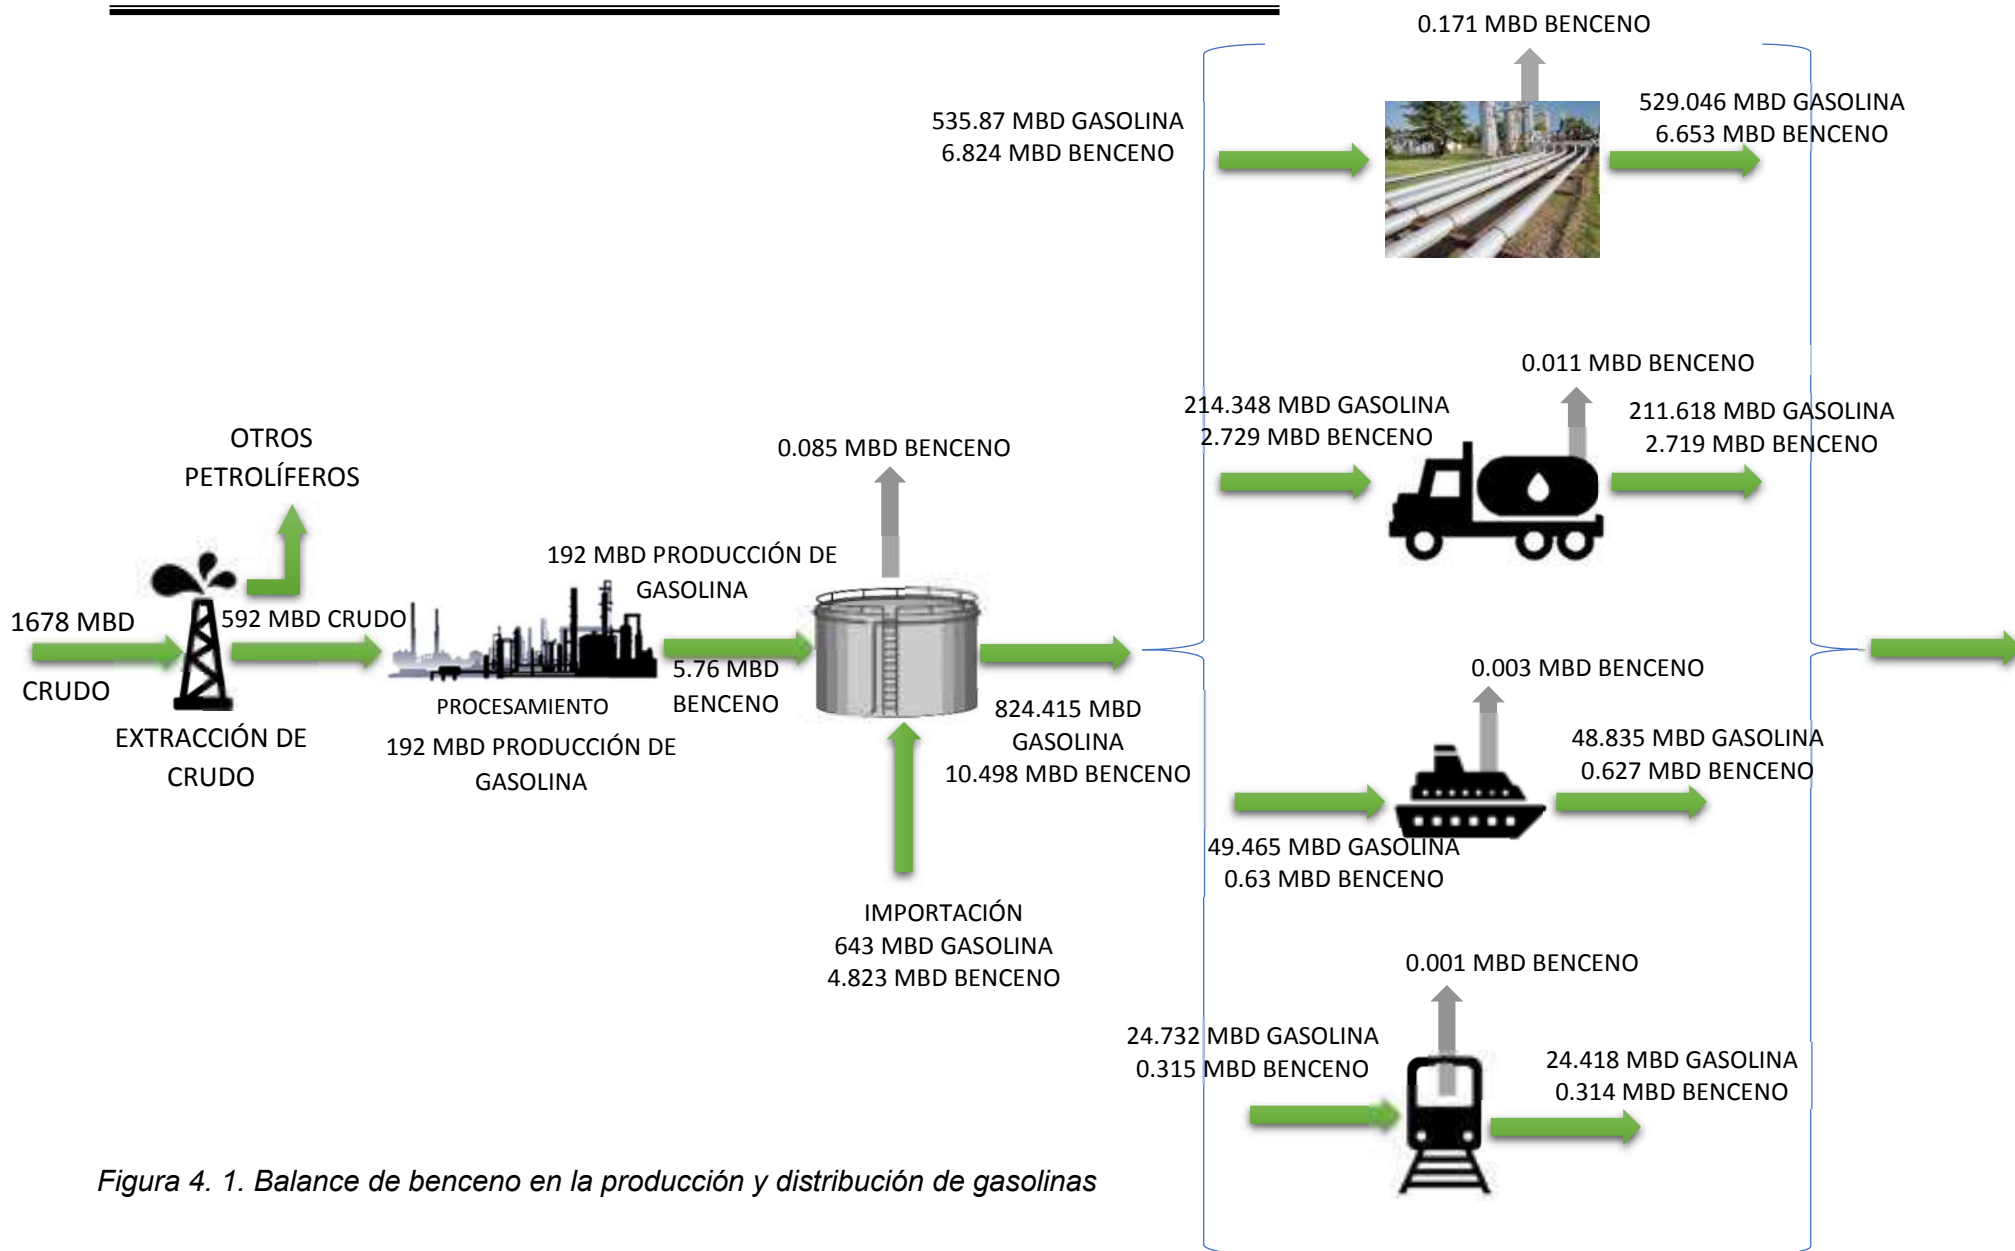 0.171 MBD BENCENO
535.87 MBD GASOLINA
6.824 MBD BENCENO
529.046 MBD GASOLINA
6.653 MBD BENCENO
0.011 MBD BENCENO
214.348 MBD GASOLINA
2.729 MBD BENCENO
211.618 MBD GASOLINA
2.719 MBD BENCENO
OTROS
PETROLÍFEROS
0.085 MBD BENCENO
192 MBD PRODUCCIÓN DE
GASOLINA
1678 MBD
CRUDO
592 MBD CRUDO
EXTRACCIÓN DE
CRUDO
PROCESAMIENTO
192 MBD PRODUCCIÓN DE
GASOLINA
5.76 MBD
BENCENO
824.415 MBD
GASOLINA
10.498 MBD BENCENO
0.003 MBD BENCENO
48.835 MBD GASOLINA
0.627 MBD BENCENO
49.465 MBD GASOLINA
0.63 MBD BENCENO
IMPORTACIÓN
643 MBD GASOLINA
4.823 MBD BENCENO
0.001 MBD BENCENO
24.732 MBD GASOLINA
0.315 MBD BENCENO
24.418 MBD GASOLINA
0.314 MBD BENCENO
Figura 4. 1. Balance de benceno en la producción y distribución de gasolinas